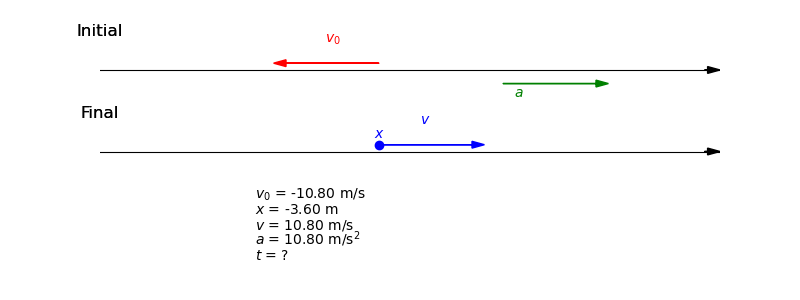 Initial
v₀
a
Final
v
x
v₀ = -10.80 m/s
x = -3.60 m
v = 10.80 m/s
a = 10.80 m/s²
t = ?